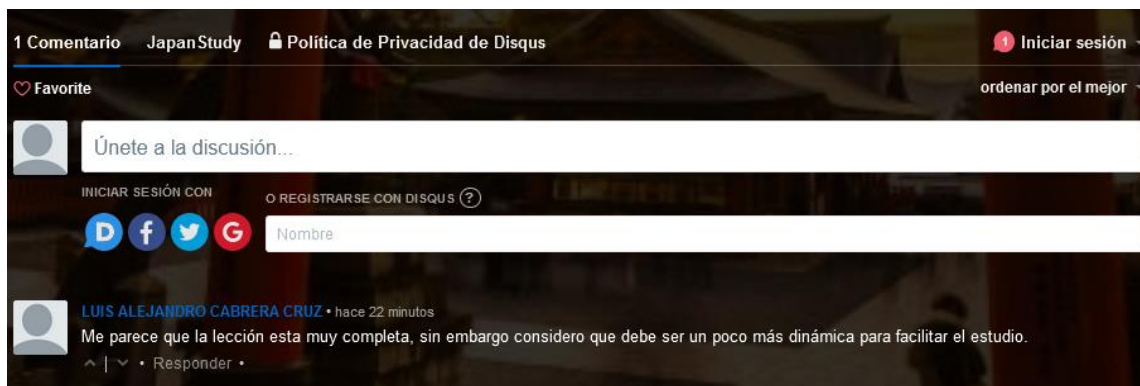 1 Comentario JapanStudy Política de Privacidad de Disqus 1 Iniciar sesión
Favorite ordenar por el mejor
Únete a la discusión...
INICIAR SESIÓN CON O REGISTRARSE CON DISQUS ?
D f G Nombre
LUIS ALEJANDRO CABRERA CRUZ • hace 22 minutos
Me parece que la lección esta muy completa, sin embargo considero que debe ser un poco más dinámica para facilitar el estudio.
• Responder •